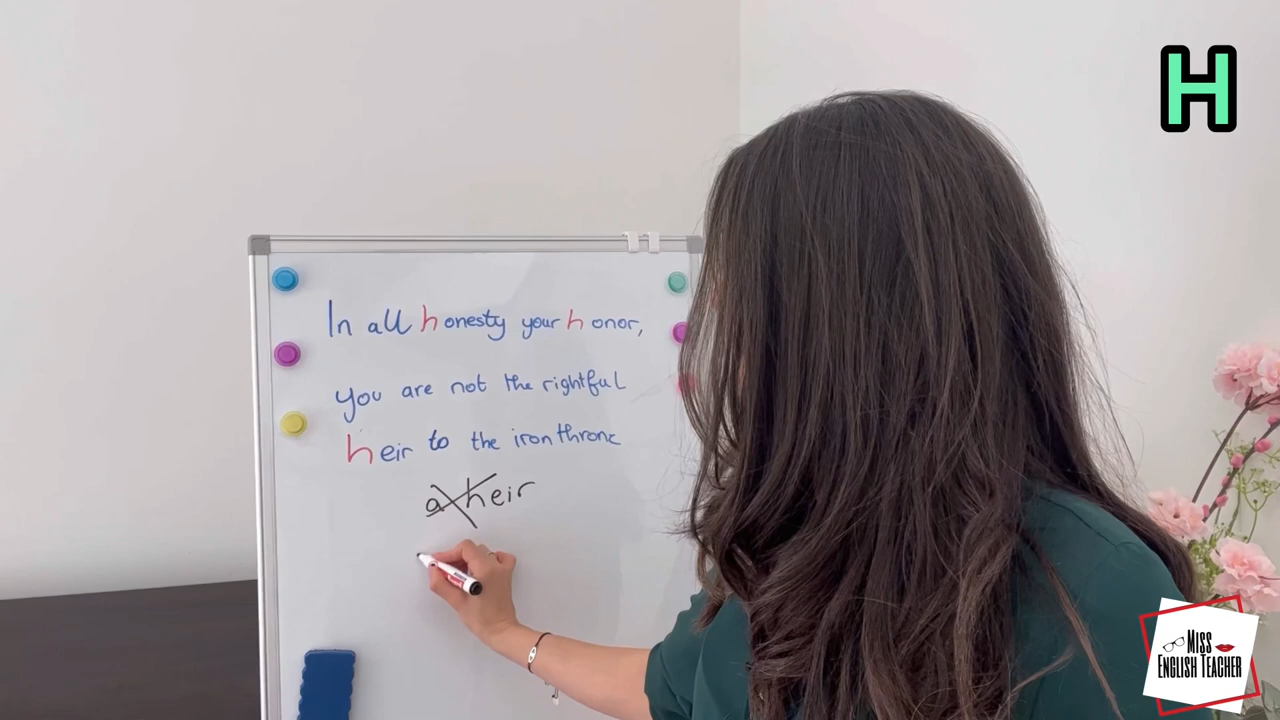 H
In all honesty your honor,
you are not the rightful
heir to the iron throne
a heir
MISS
ENGLISH TEACHER